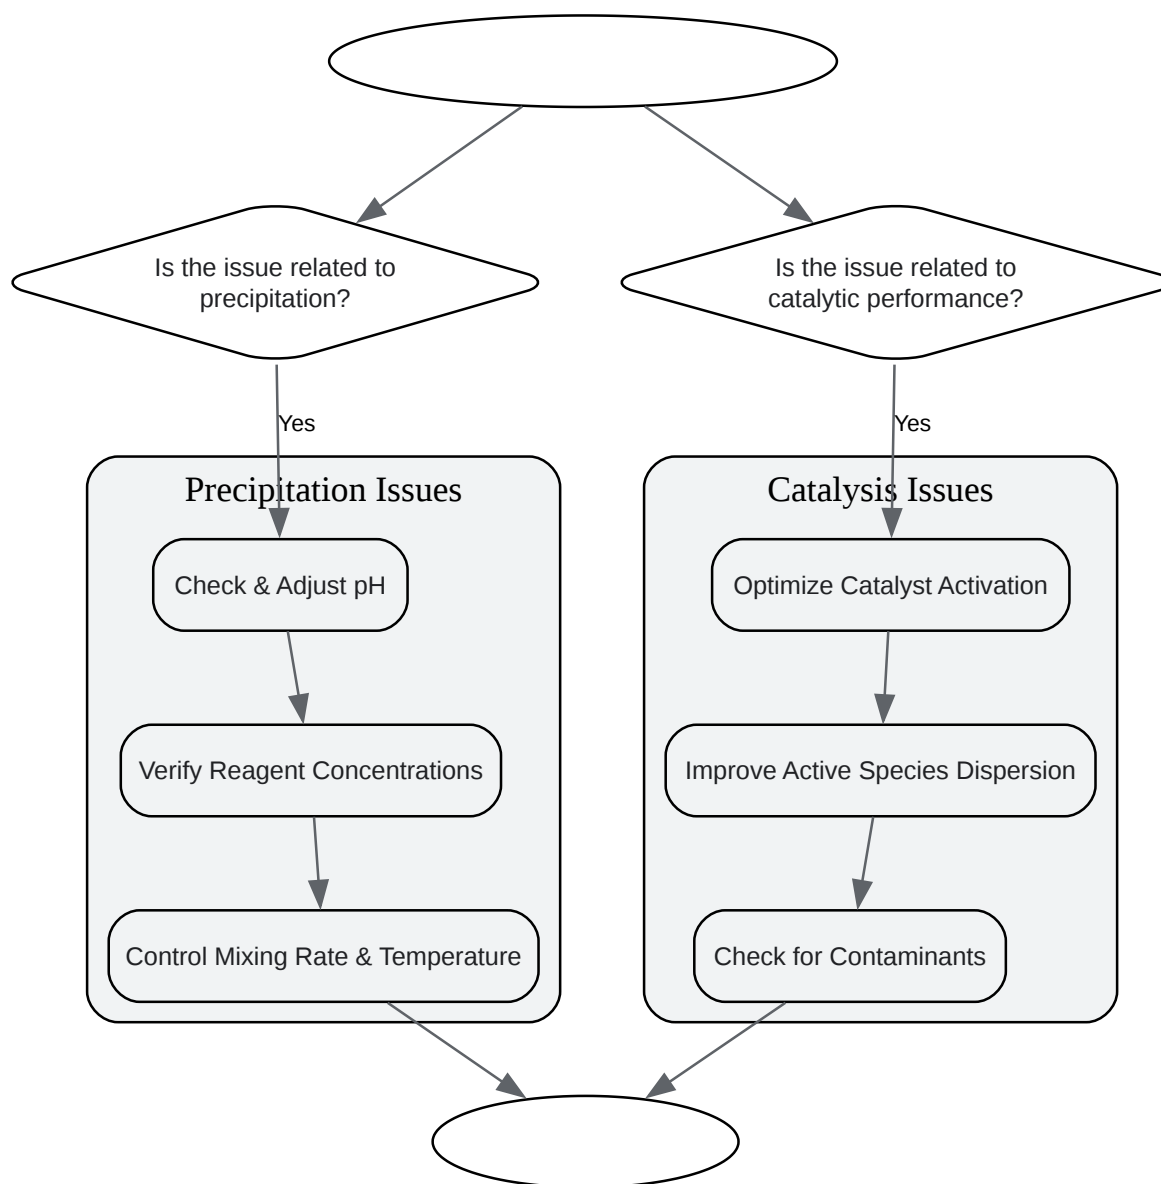 Is the issue related to
precipitation?
Is the issue related to
catalytic performance?
Yes
Yes
Precipitation Issues
Catalysis Issues
Check & Adjust pH
Optimize Catalyst Activation
Verify Reagent Concentrations
Improve Active Species Dispersion
Control Mixing Rate & Temperature
Check for Contaminants